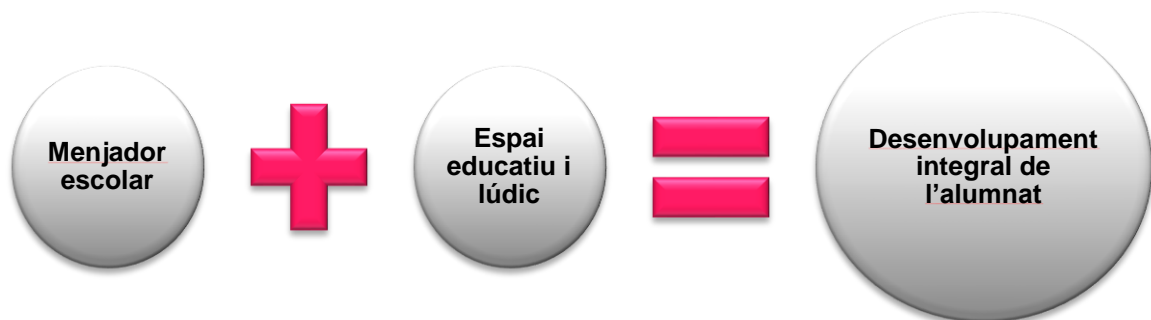 Menjador
escolar
Espai
educatiu i
lúdic
Desenvolupament
integral de
l’alumnat